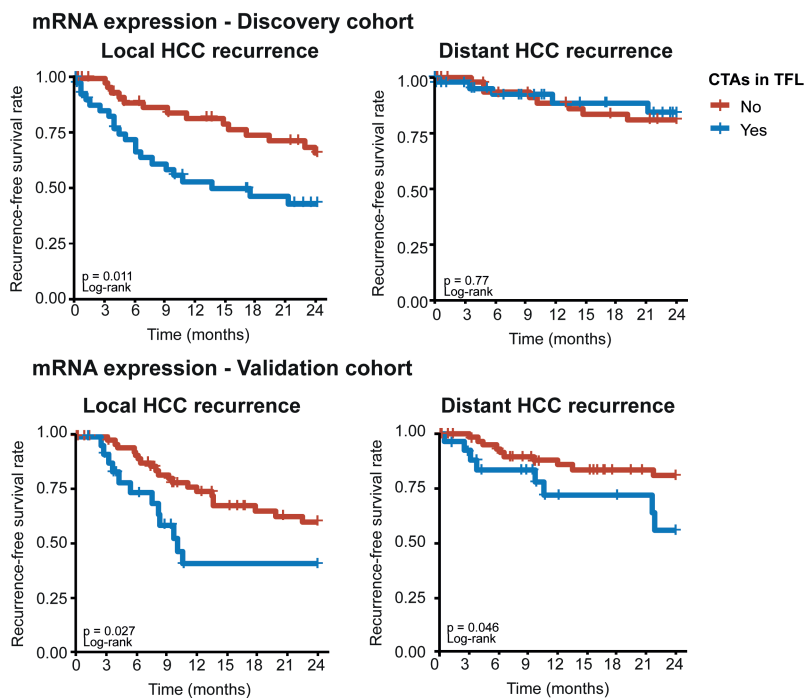 mRNA expression - Discovery cohort
Local HCC recurrence
Distant HCC recurrence
CTAs in TFL
No
Yes
Recurrence-free survival rate
1.00
0.75
0.50
0.25
0.00
p = 0.011
Log-rank
0 3 6 9 12 15 18 21 24
Time (months)
Recurrence-free survival rate
1.00
0.75
0.50
0.25
0.00
p = 0.77
Log-rank
0 3 6 9 12 15 18 21 24
Time (months)
mRNA expression - Validation cohort
Local HCC recurrence
Distant HCC recurrence
Recurrence-free survival rate
1.00
0.75
0.50
0.25
0.00
p = 0.027
Log-rank
0 3 6 9 12 15 18 21 24
Time (months)
Recurrence-free survival rate
1.00
0.75
0.50
0.25
0.00
p = 0.046
Log-rank
0 3 6 9 12 15 18 21 24
Time (months)